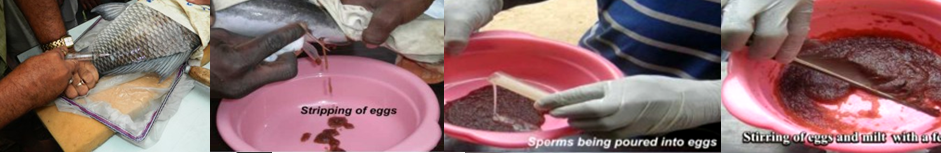 Stripping of eggs
Sperms being poured into eggs
Stirring of eggs and milt with a fe